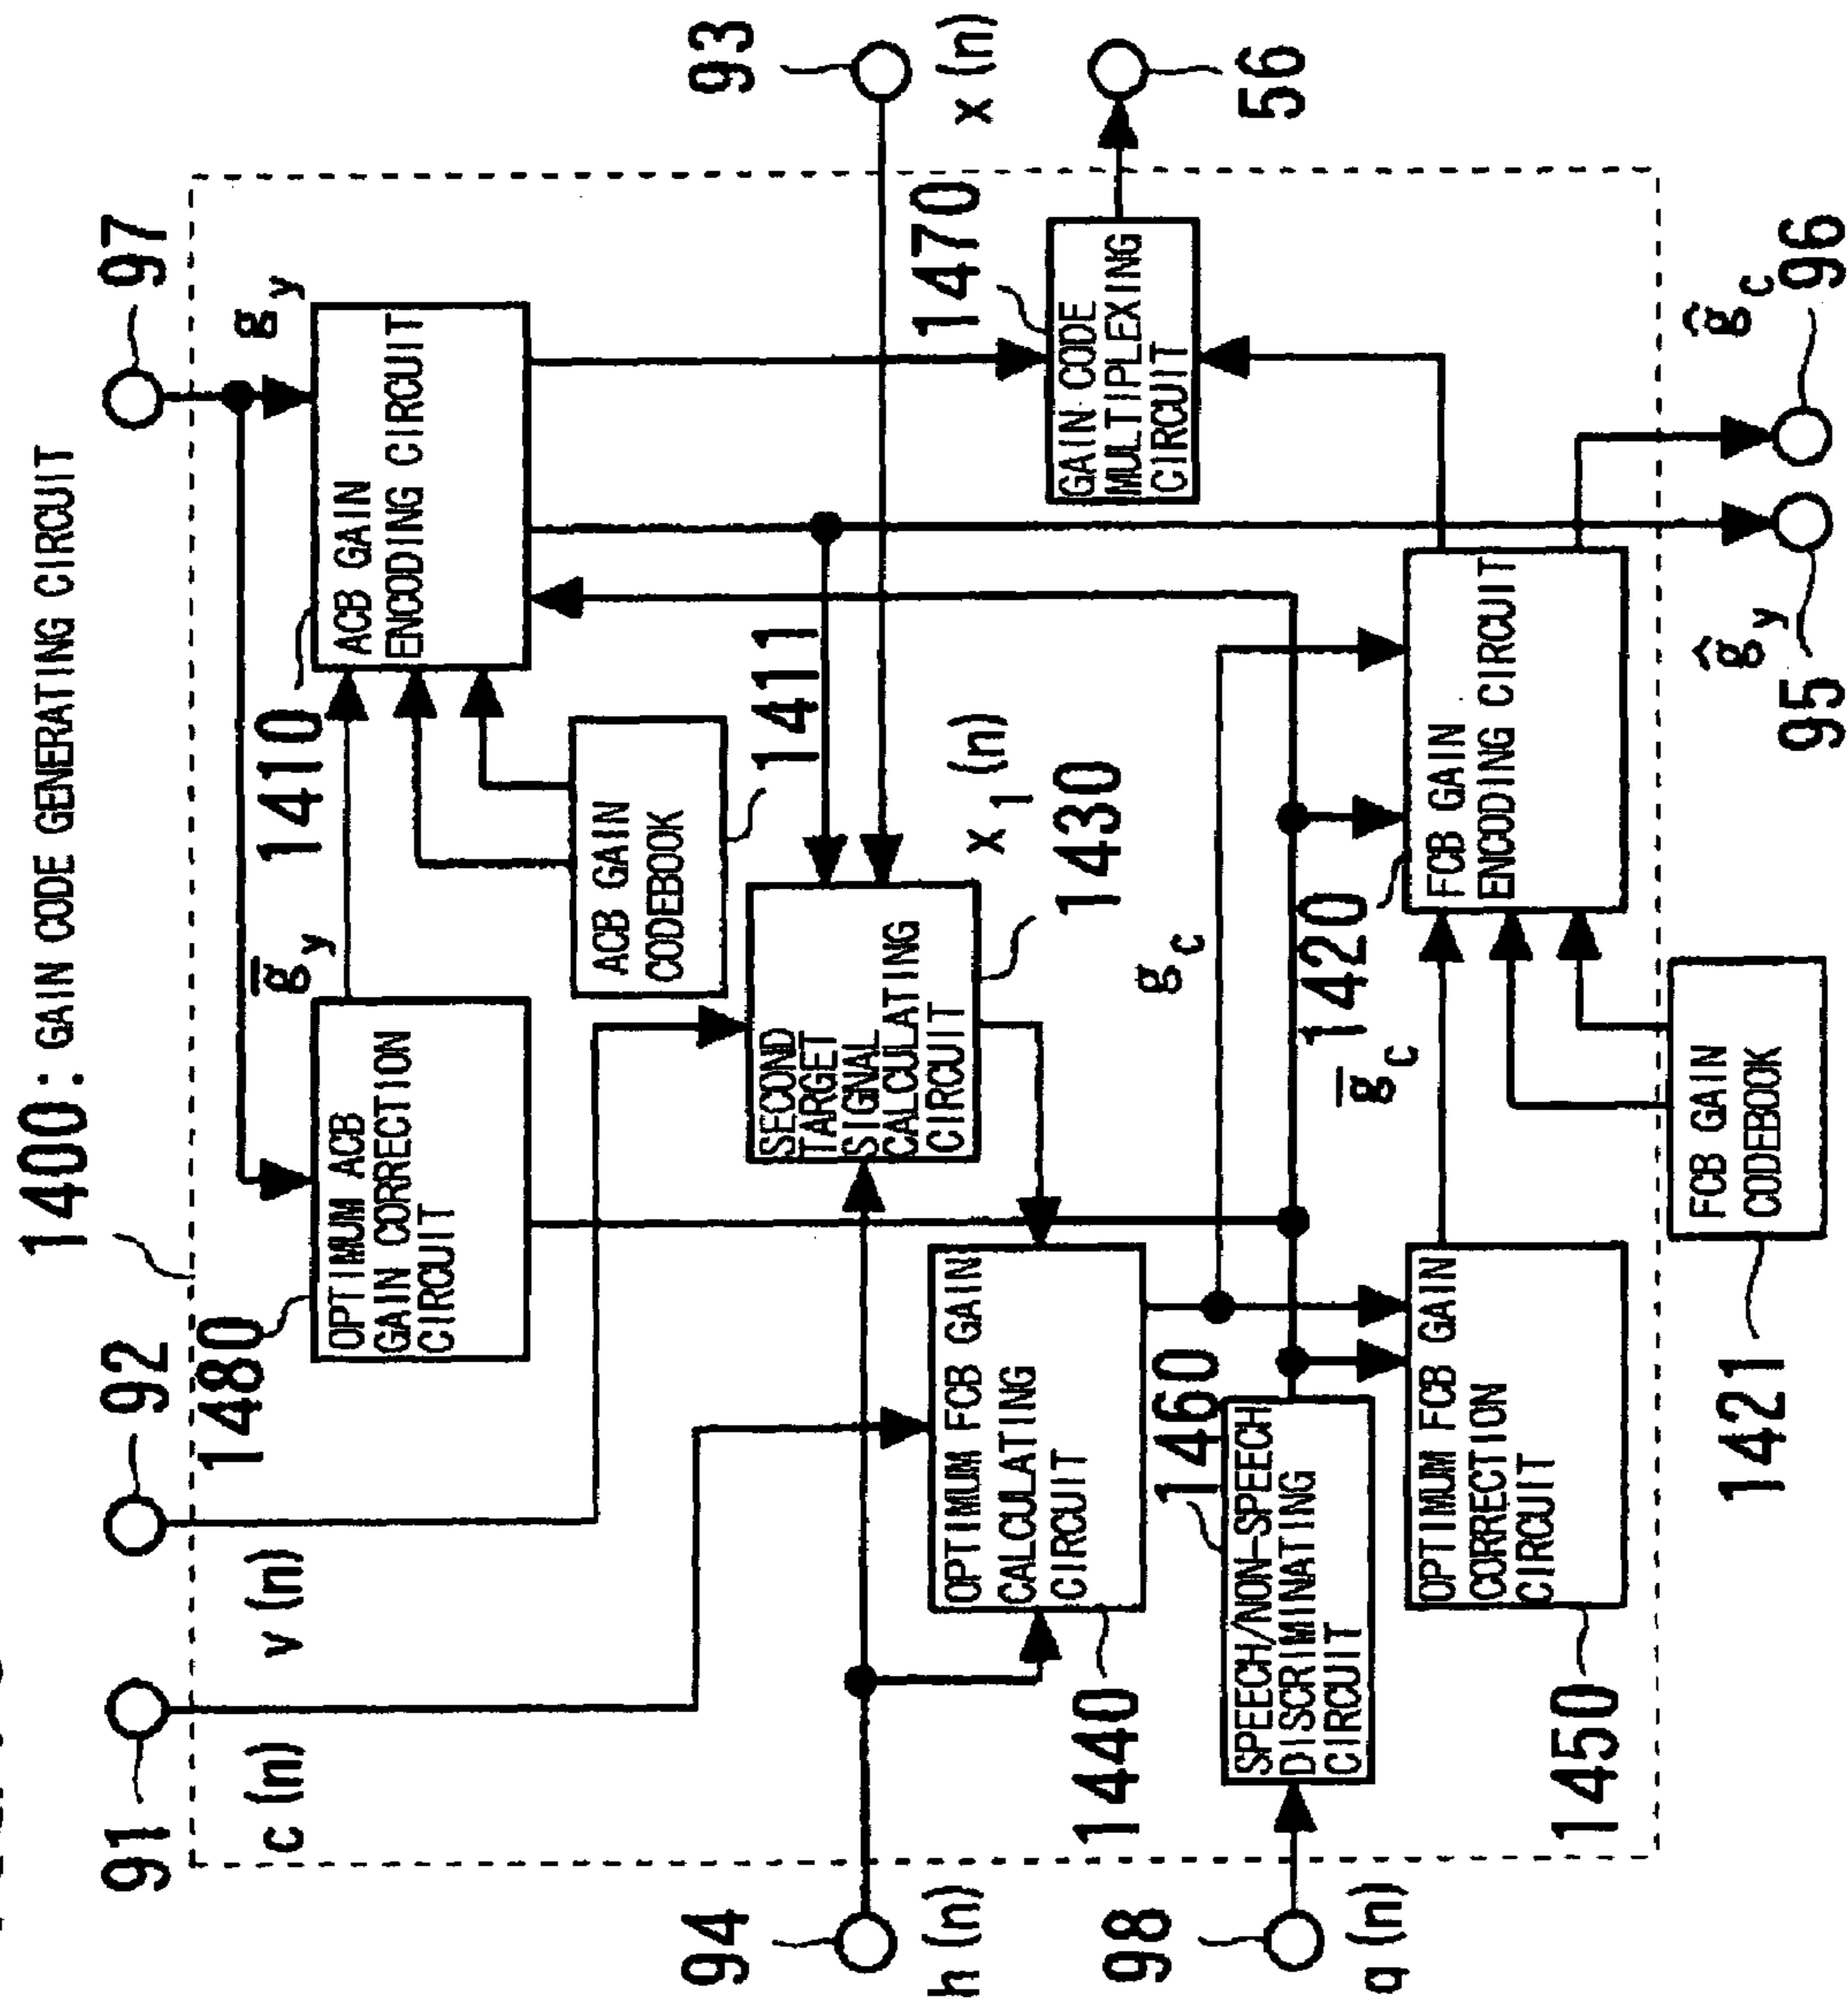 1400 : GAIN CODE GENERATING CIRCUIT
91
92
97
c (n)
v (n)
g y
1480
OPTIMUM ACB
GAIN CORRECTION
CIRCUIT
g̅ y
1410
ACB GAIN
ENCODING CIRCUIT
ACB GAIN
CODEBOOK
1411
93
x (n)
94
h (n)
SECOND
TARGET
SIGNAL
CALCULATING
CIRCUIT
x 1 (n)
1430
1470
GAIN CODE
MULTIPLEXING
CIRCUIT
56
OPTIMUM FCB GAIN
CALCULATING
CIRCUIT
1440
g c
98
q (n)
1460
SPEECH/NON-SPEECH
DISCRIMINATING
CIRCUIT
1420
OPTIMUM FCB GAIN
CORRECTION
CIRCUIT
1450
g̅ c
FCB GAIN
ENCODING CIRCUIT
FCB GAIN
CODEBOOK
1421
ĝ y
95
ĝ c
96